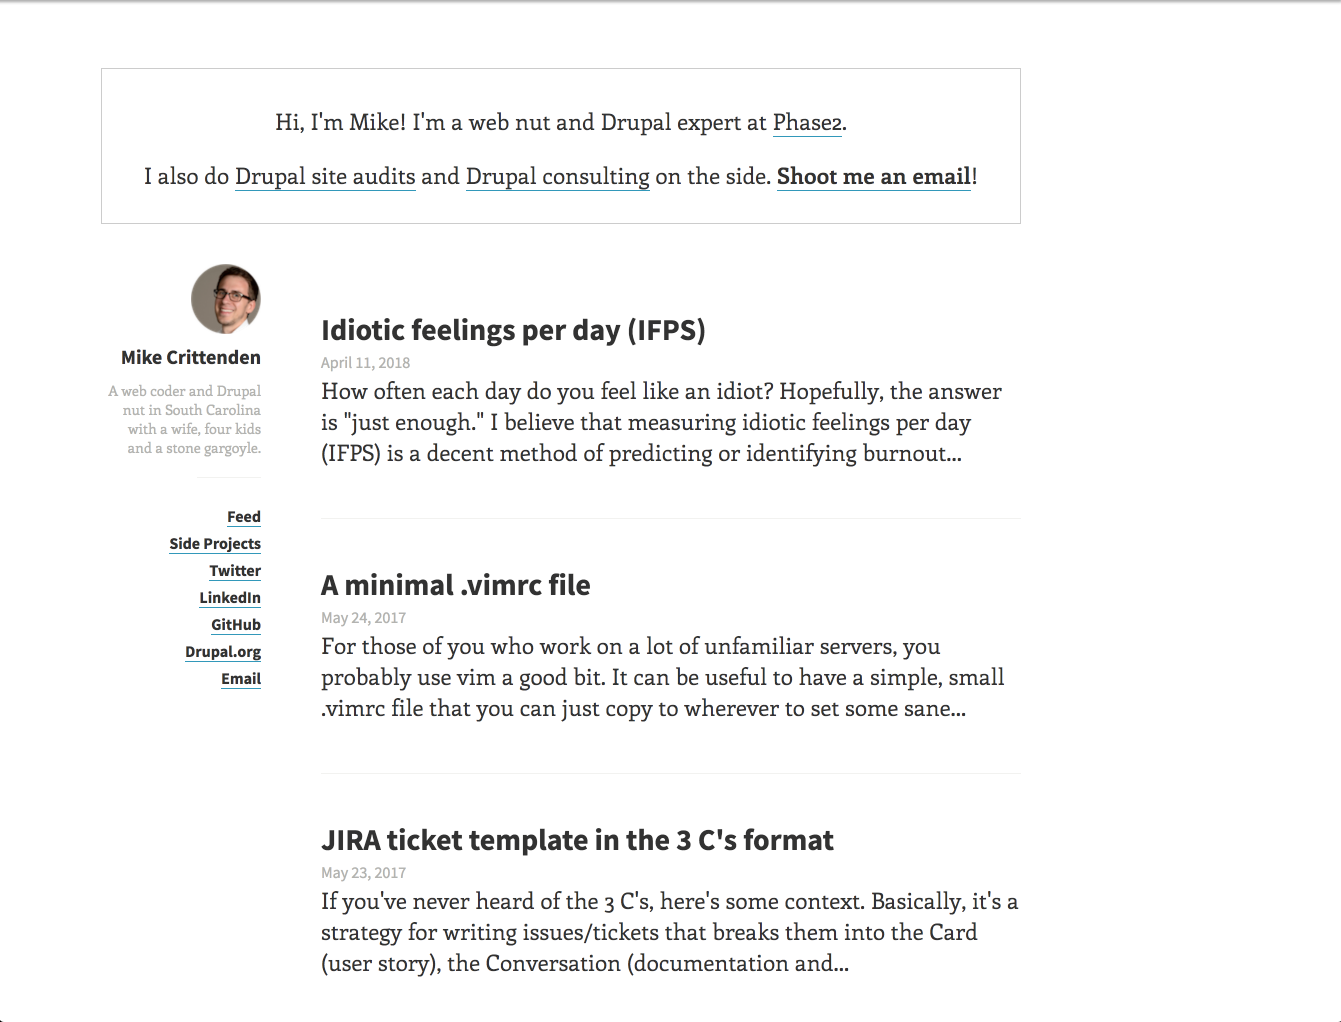 Hi, I'm Mike! I'm a web nut and Drupal expert at Phase2.
I also do Drupal site audits and Drupal consulting on the side. Shoot me an email!
Mike Crittenden
A web coder and Drupal
nut in South Carolina
with a wife, four kids
and a stone gargoyle.
Feed
Side Projects
Twitter
LinkedIn
GitHub
Drupal.org
Email
Idiotic feelings per day (IFPS)
April 11, 2018
How often each day do you feel like an idiot? Hopefully, the answer
is "just enough." I believe that measuring idiotic feelings per day
(IFPS) is a decent method of predicting or identifying burnout...
A minimal .vimrc file
May 24, 2017
For those of you who work on a lot of unfamiliar servers, you
probably use vim a good bit. It can be useful to have a simple, small
.vimrc file that you can just copy to wherever to set some sane...
JIRA ticket template in the 3 C's format
May 23, 2017
If you've never heard of the 3 C's, here's some context. Basically, it's a
strategy for writing issues/tickets that breaks them into the Card
(user story), the Conversation (documentation and...